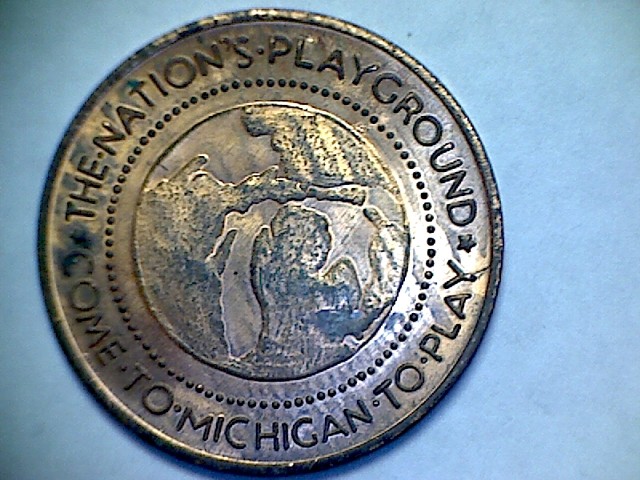 THE·NATION'S·PLAYGROUND
COME·TO·MICHIGAN·TO·PLAY